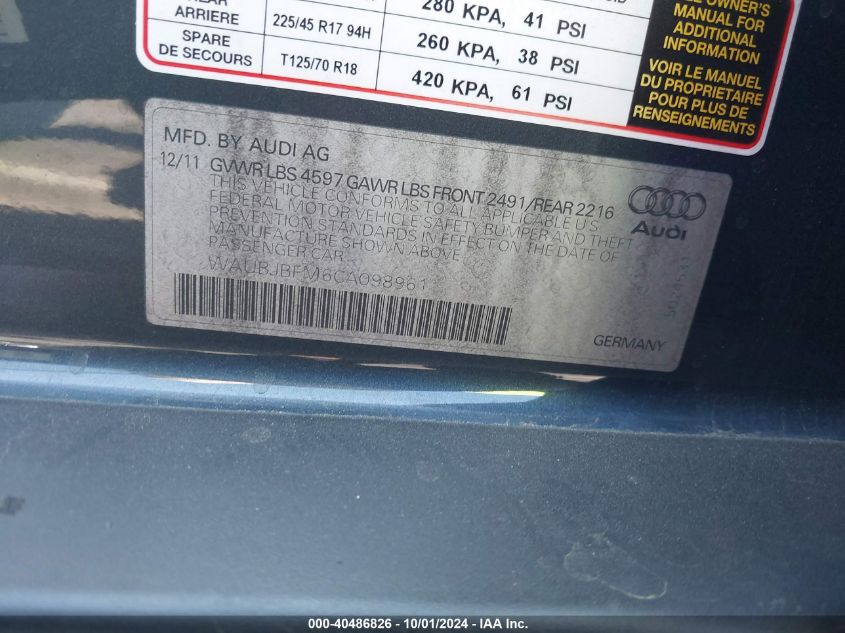 280 KPA, 41 PSI
ARRIERE 225/45 R17 94H 260 KPA, 38 PSI
SPARE
DE SECOURS T125/70 R18 420 KPA, 61 PSI
OWNER'S
MANUAL FOR
ADDITIONAL
INFORMATION
VOIR LE MANUEL
DU PROPRIETAIRE
POUR PLUS DE
RENSEIGNEMENTS
MFD. BY AUDI AG
12/11 GVWR LBS 4597 GAWR LBS FRONT 2491/REAR 2216
THIS VEHICLE CONFORMS TO ALL APPLICABLE U'S
FEDERAL MOTOR VEHICLE SAFETY BUMPER AND THEFT
PREVENTION STANDARDS IN EFFECT ON THE DATE OF
MANUFACTURE SHOWN ABOVE
PASSENGER CAR
Audi
GERMANY
000-40486826 - 10/01/2024 - IAA Inc.